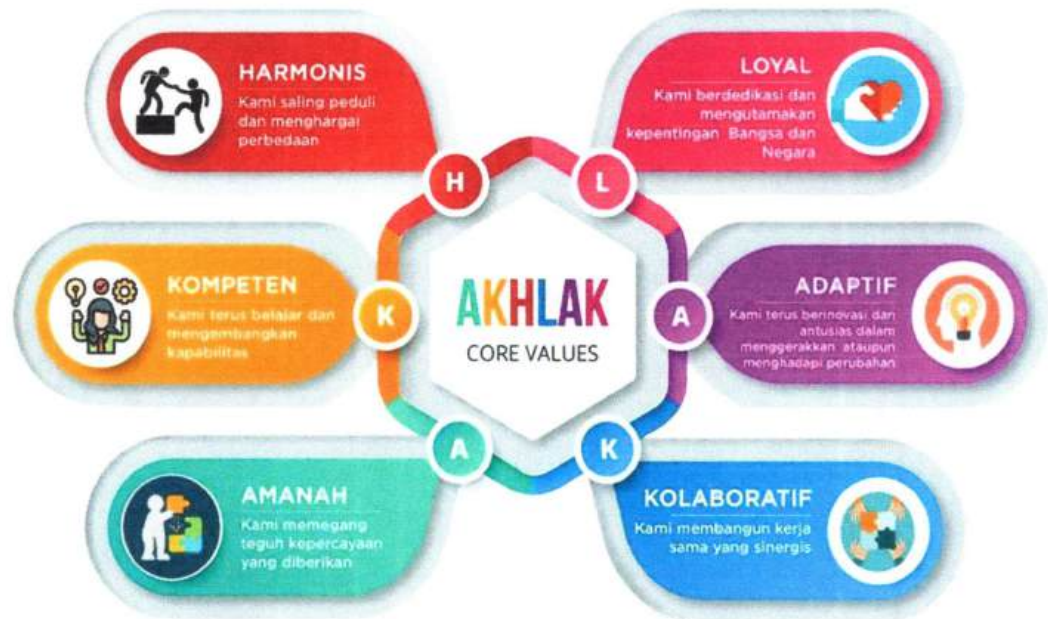 HARMONIS
Kami saling peduli
dan menghargai
perbedaan
LOYAL
Kami berdedikasi dan
mengutamakan
kepentingan Bangsa dan
Negara
H
L
KOMPETEN
Kami terus belajar dan
mengembangkan
kapabilitas
K
AKHLAK
CORE VALUES
A
ADAPTIF
Kami terus berinovasi dan
antusias dalam
menggerakkan ataupun
menghadapi perubahan
A
K
AMANAH
Kami memegang
teguh kepercayaan
yang diberikan
KOLABORATIF
Kami membangun kerja
sama yang sinergis